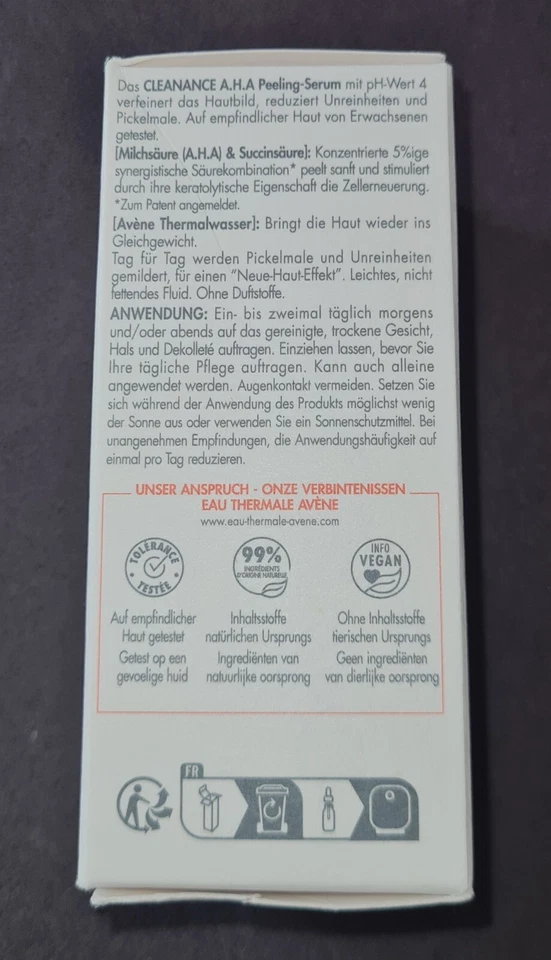 Das CLEANANCE A.H.A Peeling-Serum mit pH-Wert 4
verfeinert das Hautbild, reduziert Unreinheiten und
Pickelmale. Auf empfindlicher Haut von Erwachsenen
getestet.
[Milchsäure (A.H.A) & Succinsäure]: Konzentrierte 5%ige
synergistische Säurekombination* peelt sanft und stimuliert
durch ihre keratolytische Eigenschaft die Zellerneuerung.
*Zum Patent angemeldet.
[Avène Thermalwasser]: Bringt die Haut wieder ins
Gleichgewicht.
Tag für Tag werden Pickelmale und Unreinheiten
gemildert, für einen "Neue-Haut-Effekt". Leichtes, nicht
fettendes Fluid. Ohne Duftstoffe.
ANWENDUNG: Ein- bis zweimal täglich morgens
und/oder abends auf das gereinigte, trockene Gesicht,
Hals und Dekolleté auftragen. Einziehen lassen, bevor Sie
Ihre tägliche Pflege auftragen. Kann auch alleine
angewendet werden. Augenkontakt vermeiden. Setzen Sie
sich während der Anwendung des Produkts möglichst wenig
der Sonne aus oder verwenden Sie ein Sonnenschutzmittel. Bei
unangenehmen Empfindungen, die Anwendungshäufigkeit auf
einmal pro Tag reduzieren.
UNSER ANSPRUCH - ONZE VERBINTENISSEN
EAU THERMALE AVÈNE
www.eau-thermale-avene.com
TOLÉRANCE
TESTÉE
99%
INGRÉDIENTS
D'ORIGINE NATURELLE
INFO
VEGAN
Auf empfindlicher
Haut getestet
Getest op een
gevoelige huid
Inhaltsstoffe
natürlichen Ursprungs
Ingrediënten van
natuurlijke oorsprong
Ohne Inhaltsstoffe
tierischen Ursprungs
Geen ingrediënten
van dierlijke oorsprong
FR